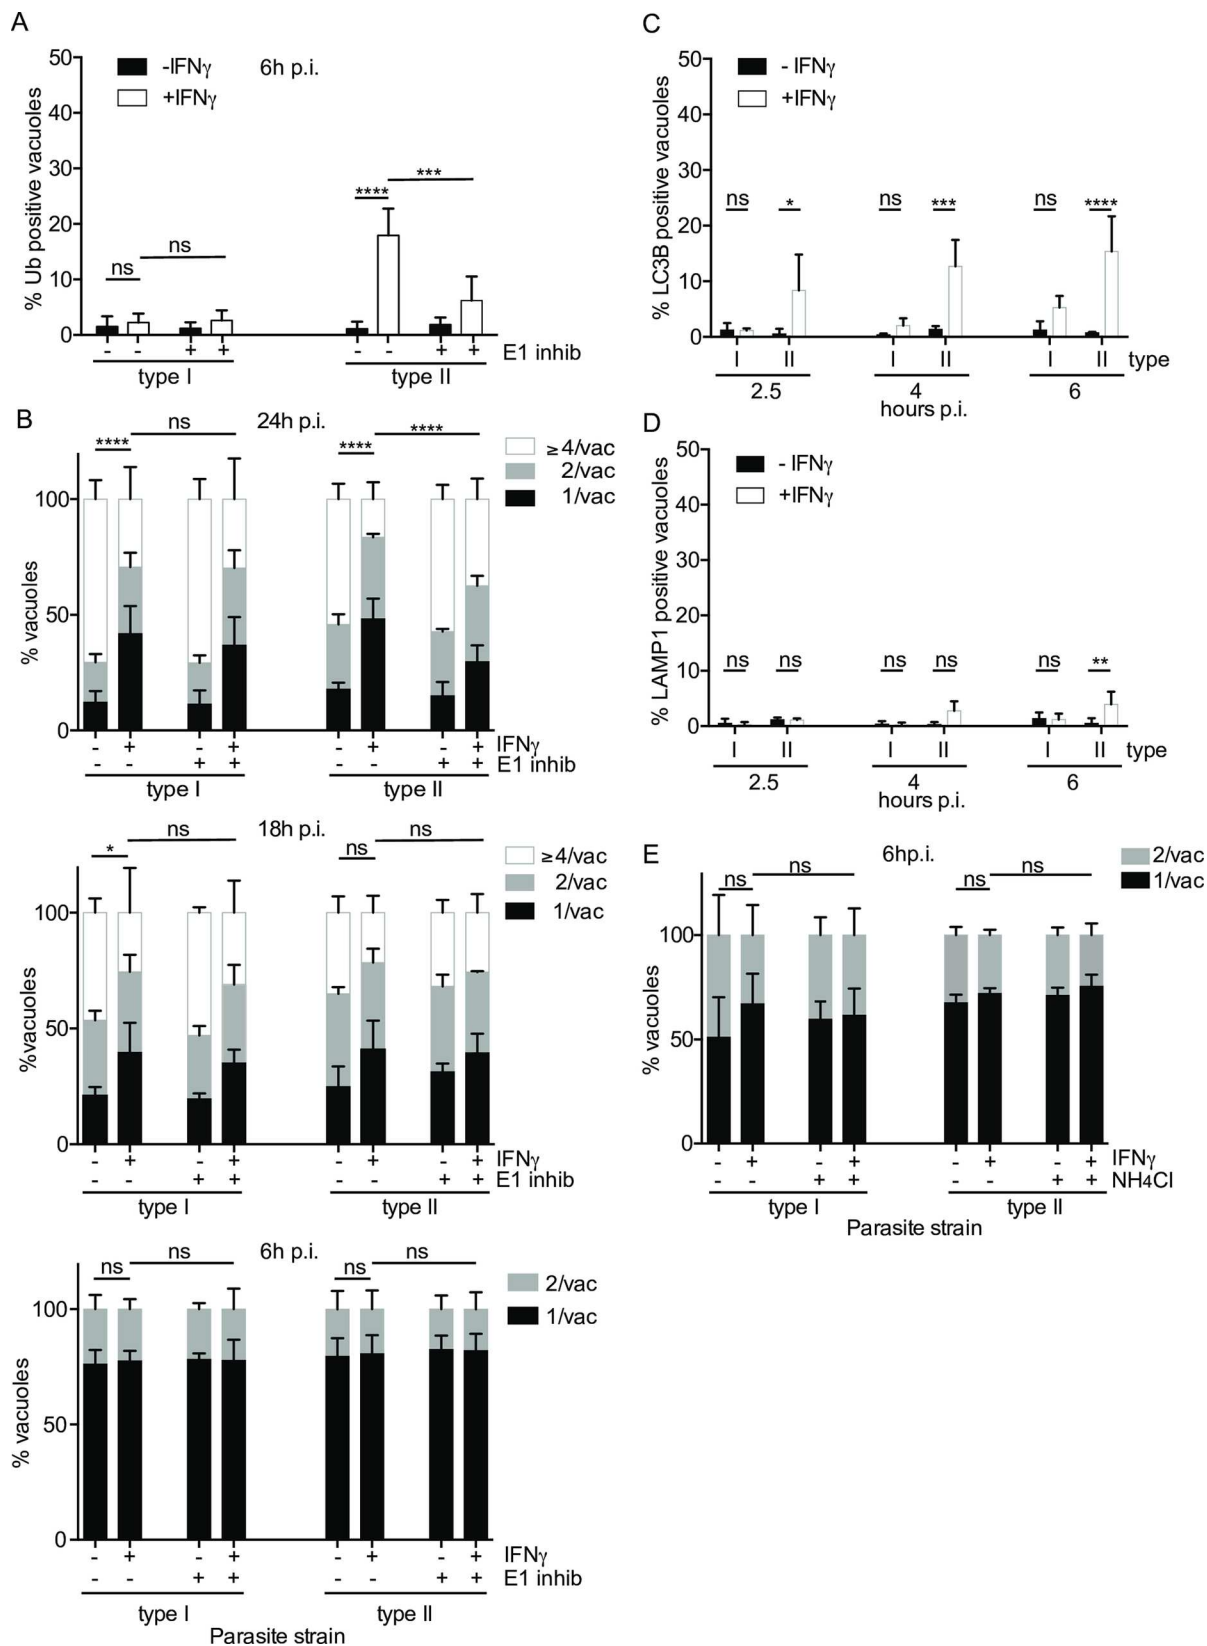 A
-IFNγ
+IFNγ
6h p.i.
% Ub positive vacuoles
50
40
30
20
10
0
ns
ns
****
***
- - + + - - + + E1 inhib
type I type II
B
24h p.i.
**** ns **** ****
≥4/vac
2/vac
1/vac
% vacuoles
100
50
0
- + - + - + - + IFNγ
- - + + - - + + E1 inhib
type I type II
18h p.i.
* ns ns ns
≥4/vac
2/vac
1/vac
%vacuoles
100
50
0
- + - + - + - + IFNγ
- - + + - - + + E1 inhib
type I type II
6h p.i.
ns ns ns ns
2/vac
1/vac
% vacuoles
100
50
0
- + - + - + - + IFNγ
- - + + - - + + E1 inhib
type I type II
Parasite strain
C
- IFNγ
+IFNγ
% LC3B positive vacuoles
50
40
30
20
10
0
ns * ns *** ns ****
I II I II I II type
2.5 4 6
hours p.i.
D
- IFNγ
+IFNγ
% LAMP1 positive vacuoles
50
40
30
20
10
0
ns ns ns ns ns **
I II I II I II type
2.5 4 6
hours p.i.
E
6hp.i.
ns ns ns ns
2/vac
1/vac
% vacuoles
100
50
0
- + - + - + - + IFNγ
- - + + - - + + NH4Cl
type I type II
Parasite strain